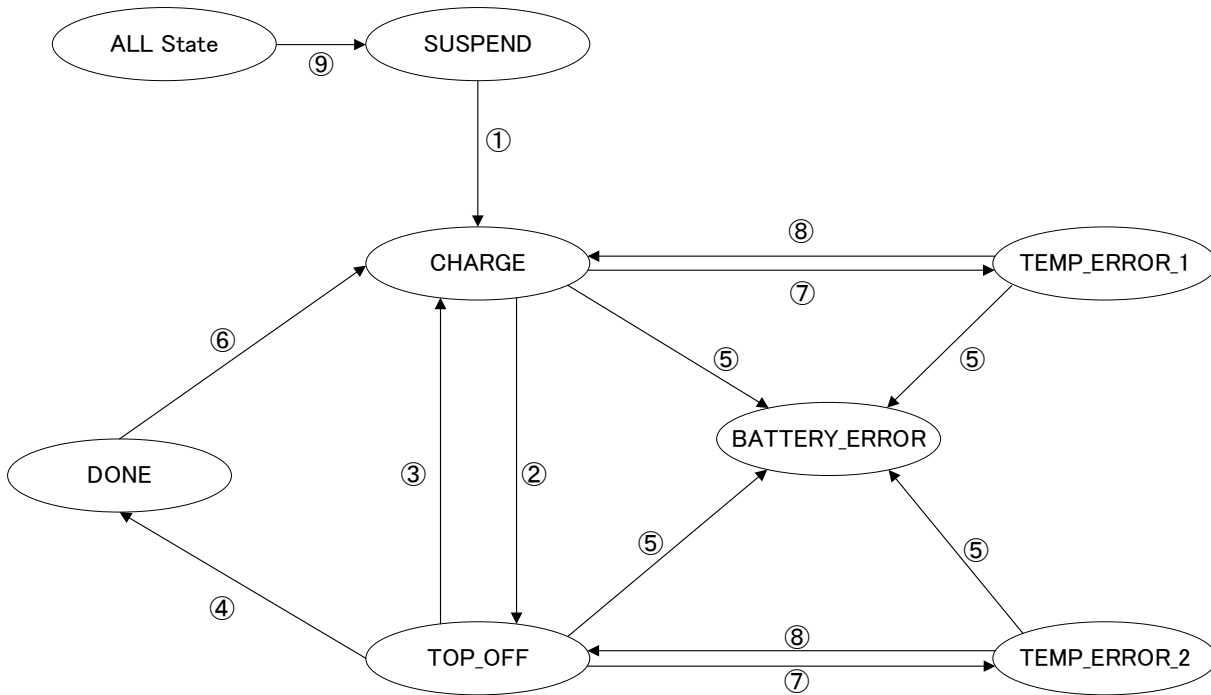 ALL State
SUSPEND
⑨
①
⑧
CHARGE
TEMP_ERROR_1
⑦
⑥
⑤
⑤
BATTERY_ERROR
DONE
③
②
⑤
⑤
④
⑧
TOP_OFF
TEMP_ERROR_2
⑦